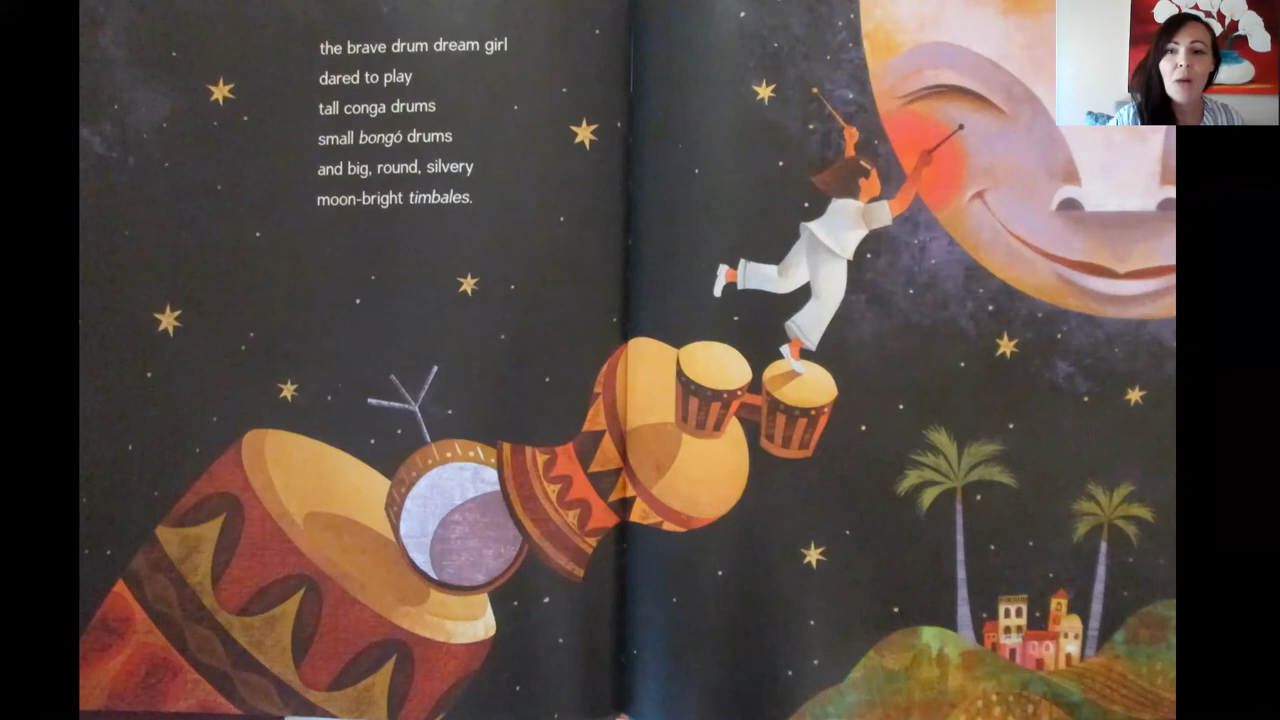 the brave drum dream girl
dared to play
tall conga drums
small bongó drums
and big, round, silvery
moon-bright timbales.